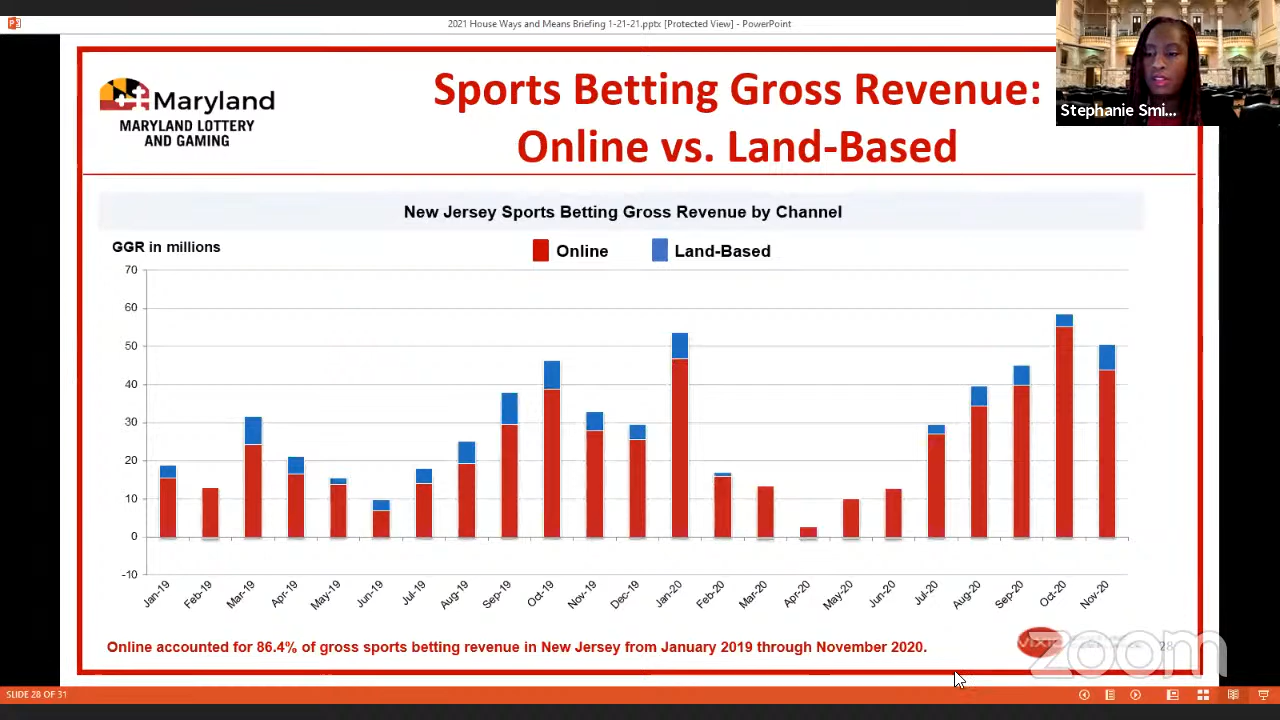 2021 House Ways and Means Briefing 1-21-21.pptx [Protected View] - PowerPoint
Stephanie Smi...
Maryland
MARYLAND LOTTERY
AND GAMING
Sports Betting Gross Revenue:
Online vs. Land-Based
New Jersey Sports Betting Gross Revenue by Channel
GGR in millions
Online
Land-Based
70
60
50
40
30
20
10
0
-10
Jan-19
Feb-19
Mar-19
Apr-19
May-19
Jun-19
Jul-19
Aug-19
Sep-19
Oct-19
Nov-19
Dec-19
Jan-20
Feb-20
Mar-20
Apr-20
May-20
Jun-20
Jul-20
Aug-20
Sep-20
Oct-20
Nov-20
Online accounted for 86.4% of gross sports betting revenue in New Jersey from January 2019 through November 2020.
zoom
28
SLIDE 28 OF 31